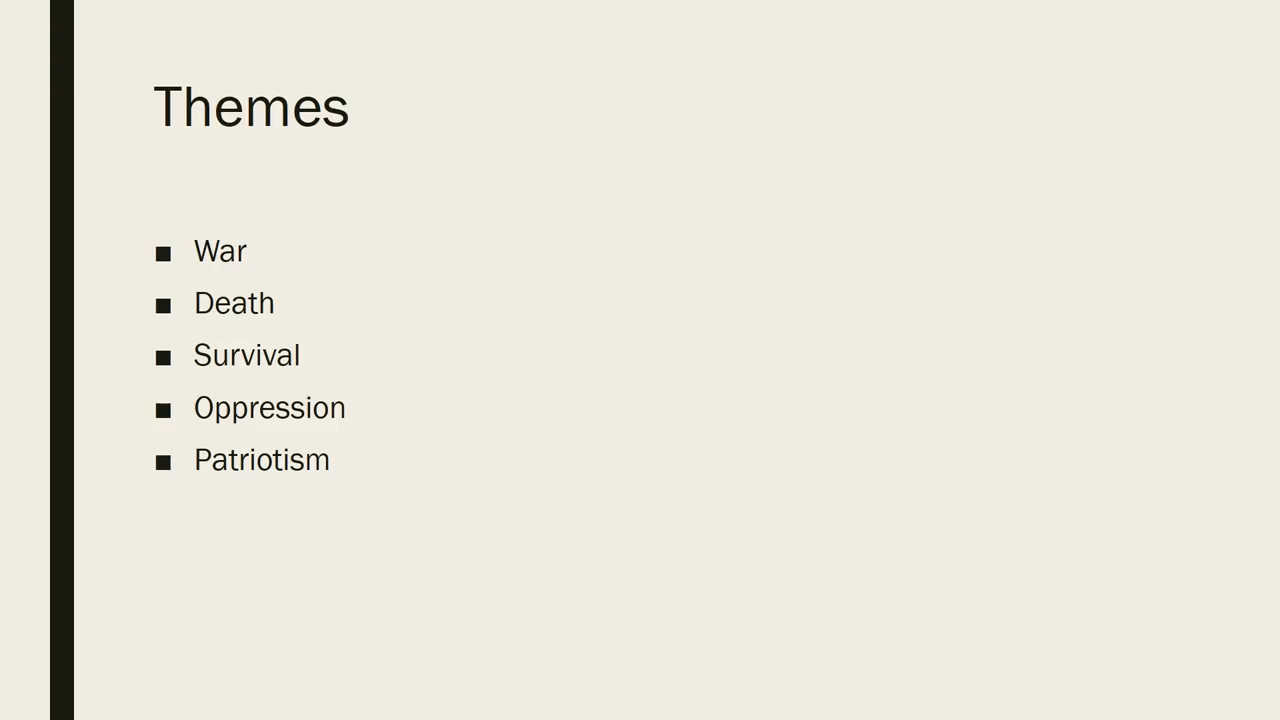 Themes
■ War
■ Death
■ Survival
■ Oppression
■ Patriotism